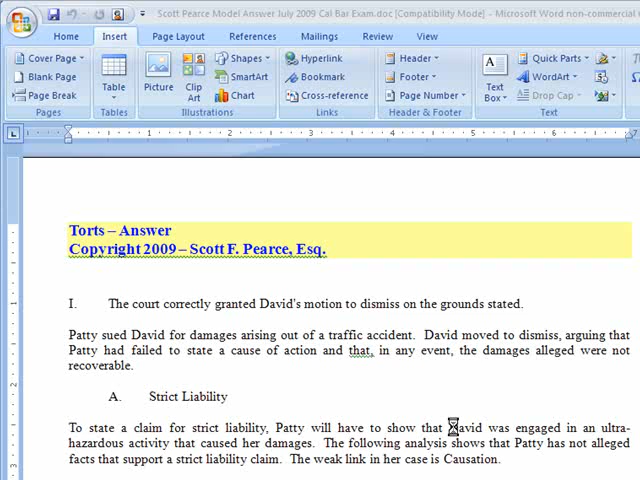 Scott Pearce Model Answer July 2009 Cal Bar Exam.doc [Compatibility Mode] - Microsoft Word non-commercial
Home Insert Page Layout References Mailings Review View
Cover Page Shapes Hyperlink Header Quick Parts
Blank Page Table Picture Clip Art SmartArt Bookmark Footer Text Box WordArt
Page Break Chart Cross-reference Page Number Drop Cap
Pages Tables Illustrations Links Header & Footer Text
1 2 3 4 5 6 7
Torts – Answer
Copyright 2009 – Scott F. Pearce, Esq.
I. The court correctly granted David's motion to dismiss on the grounds stated.
Patty sued David for damages arising out of a traffic accident. David moved to dismiss, arguing that
Patty had failed to state a cause of action and that, in any event, the damages alleged were not
recoverable.
A. Strict Liability
To state a claim for strict liability, Patty will have to show that David was engaged in an ultra-
hazardous activity that caused her damages. The following analysis shows that Patty has not alleged
facts that support a strict liability claim. The weak link in her case is Causation.